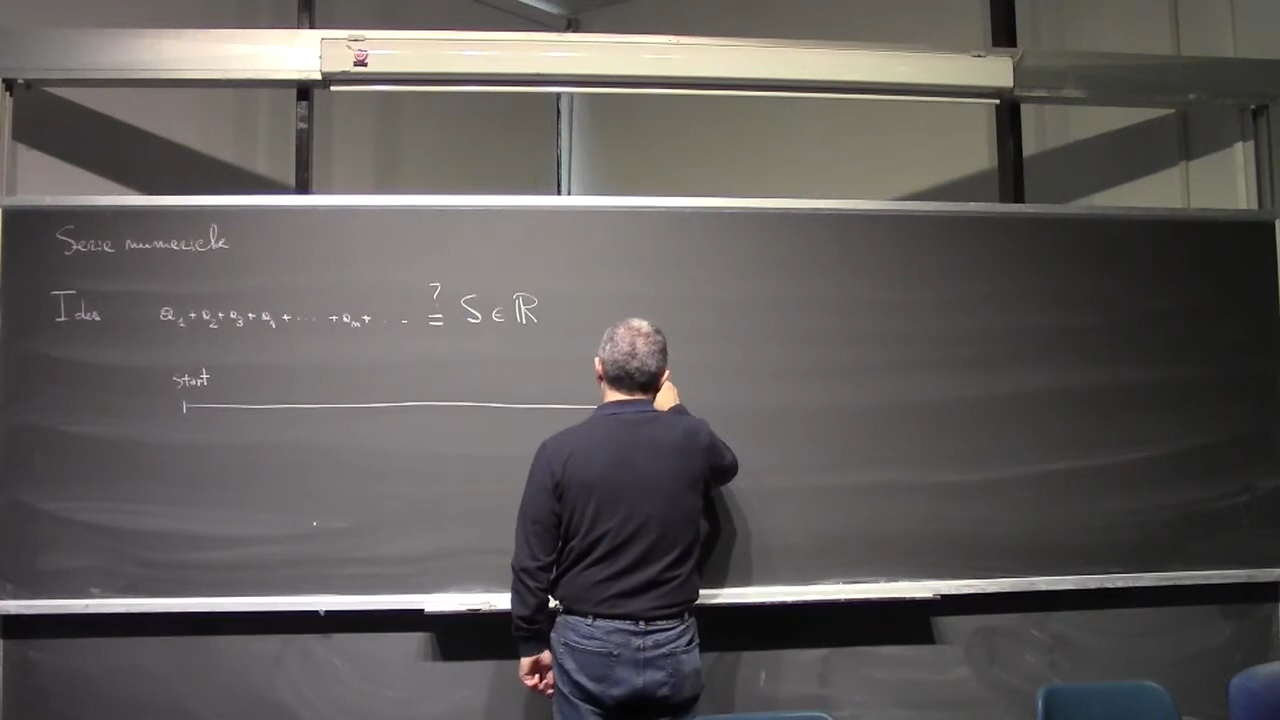 Serie numeriche
Idea a₁ + a₂ + a₃ + a₄ + ... + aₙ + ... ≟ S ∈ ℝ
Start